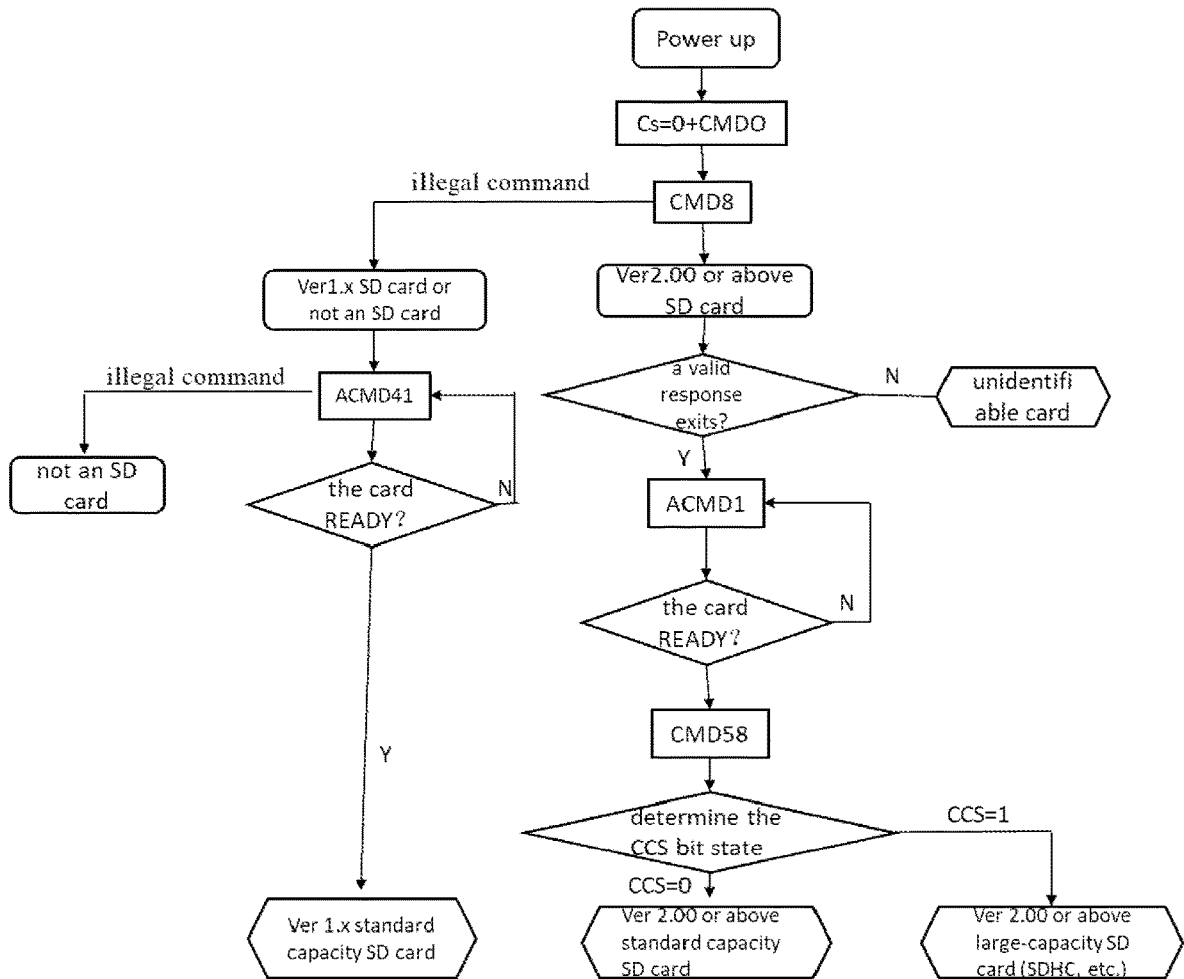 Power up
Cs=0+CMDO
illegal command
CMD8
Ver1.x SD card or
not an SD card
Ver2.00 or above
SD card
illegal command
ACMD41
a valid
response
exits?
N
unidentifi
able card
not an SD
card
the card
READY?
N
Y
ACMD1
the card
READY?
N
CMD58
Y
determine the
CCS bit state
CCS=1
CCS=0
Ver 1.x standard
capacity SD card
Ver 2.00 or above
standard capacity
SD card
Ver 2.00 or above
large-capacity SD
card (SDHC, etc.)